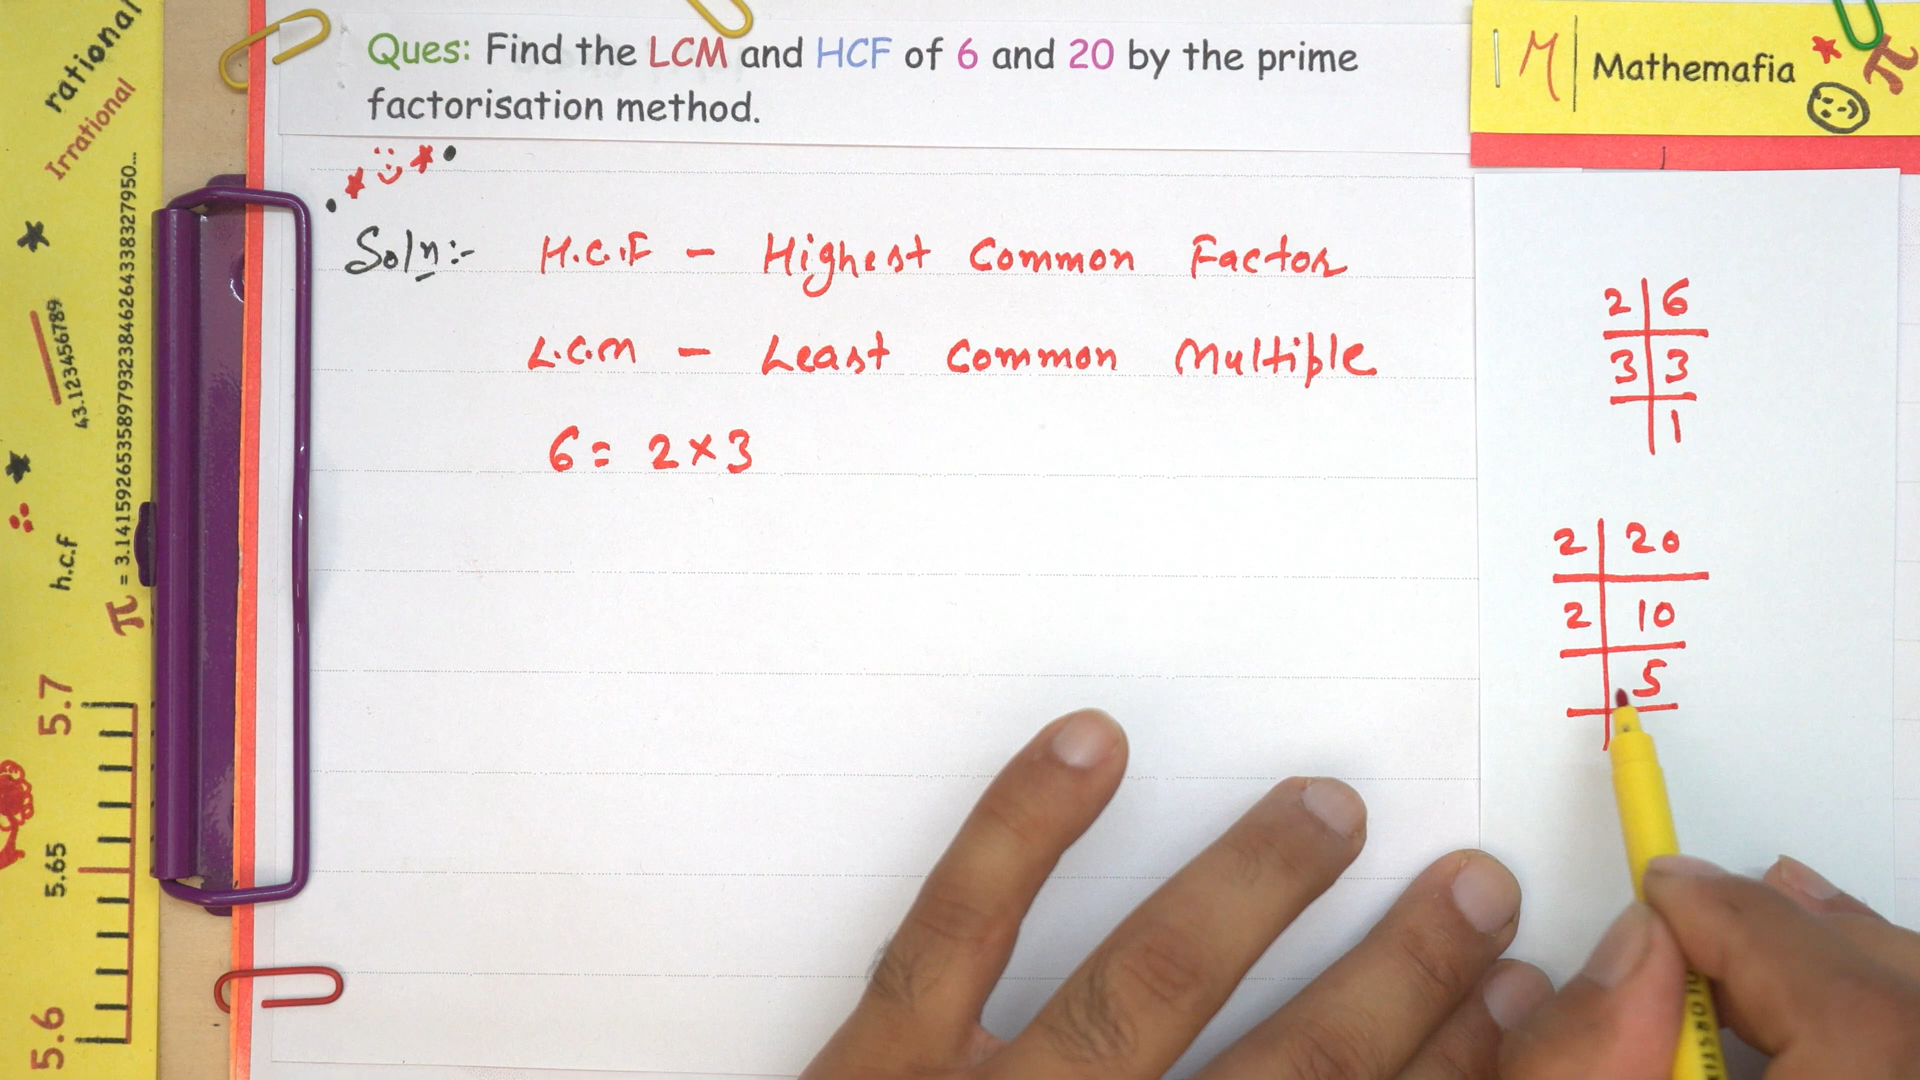 rational
Irrational
π = 3.14159265358979323846264338327950...
43.123456789
h.c.f
5.7
5.65
5.6
Ques: Find the LCM and HCF of 6 and 20 by the prime
factorisation method.
M Mathemafia π
Soln:- H.C.F - Highest Common Factor
L.C.M - Least Common Multiple
6 = 2 × 3
2 6
3 3
1
2 20
2 10
5